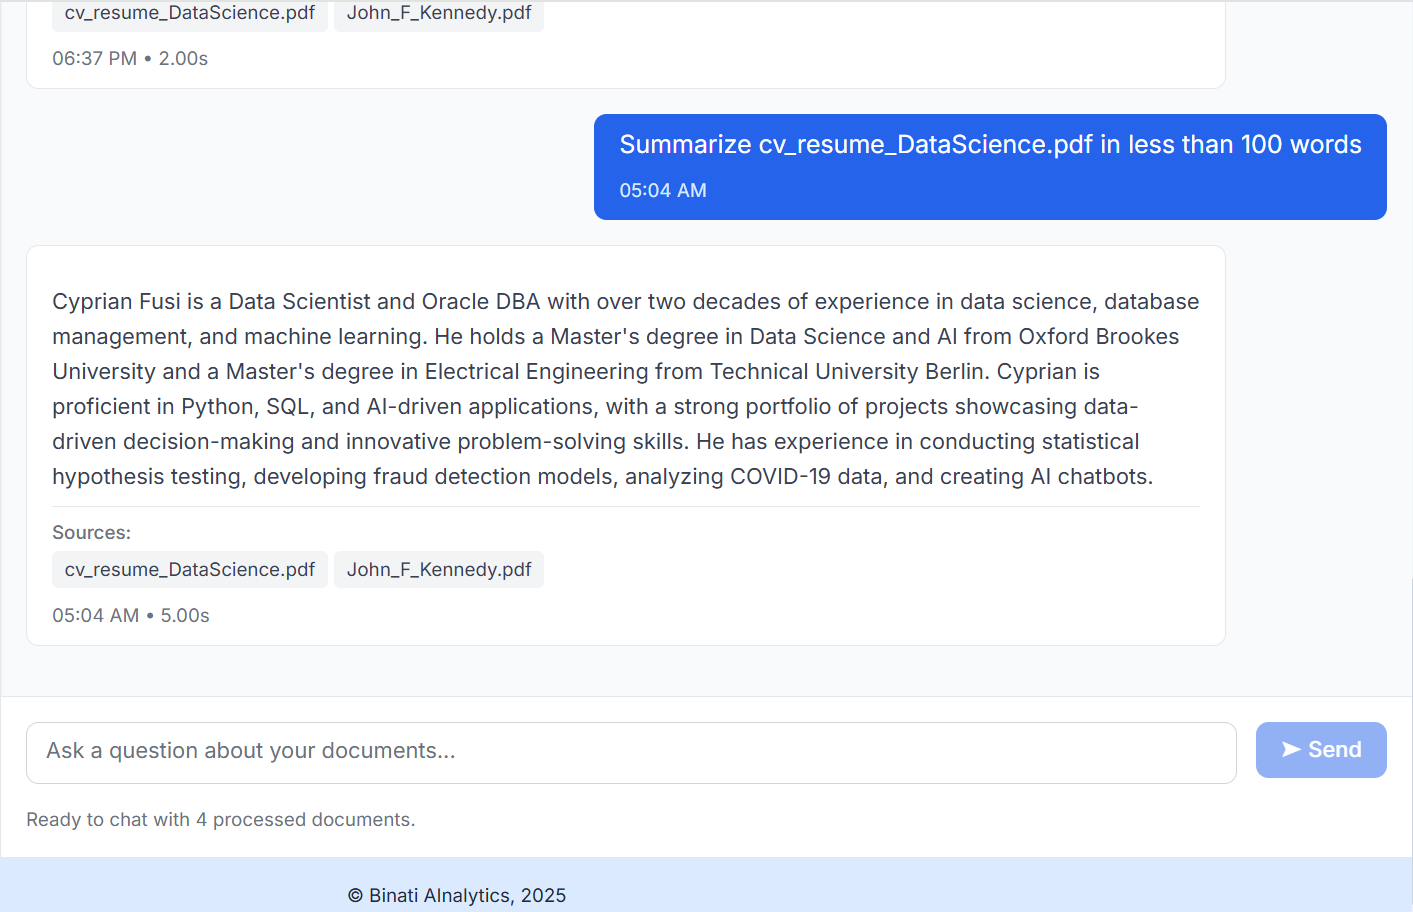 cv_resume_DataScience.pdf John_F_Kennedy.pdf
06:37 PM • 2.00s
Summarize cv_resume_DataScience.pdf in less than 100 words
05:04 AM
Cyprian Fusi is a Data Scientist and Oracle DBA with over two decades of experience in data science, database
management, and machine learning. He holds a Master's degree in Data Science and AI from Oxford Brookes
University and a Master's degree in Electrical Engineering from Technical University Berlin. Cyprian is
proficient in Python, SQL, and AI-driven applications, with a strong portfolio of projects showcasing data-
driven decision-making and innovative problem-solving skills. He has experience in conducting statistical
hypothesis testing, developing fraud detection models, analyzing COVID-19 data, and creating AI chatbots.
Sources:
cv_resume_DataScience.pdf John_F_Kennedy.pdf
05:04 AM • 5.00s
Ask a question about your documents...
➤ Send
Ready to chat with 4 processed documents.
© Binati AInalytics, 2025